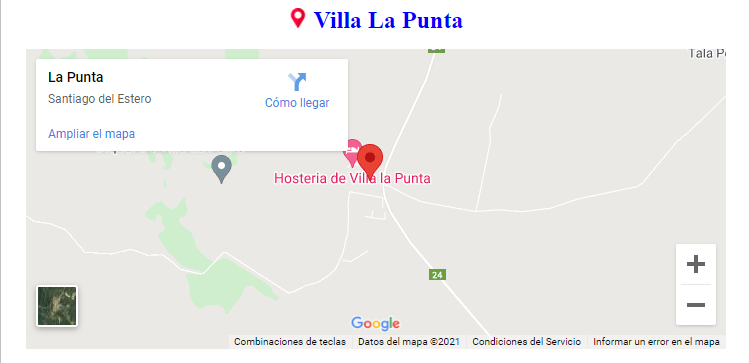 Villa La Punta
24
Tala P
La Punta
Santiago del Estero
Cómo llegar
Ampliar el mapa
Hosteria de Villa la Punta
24
Google
Combinaciones de teclas
Datos del mapa ©2021
Condiciones del Servicio
Informar un error en el mapa